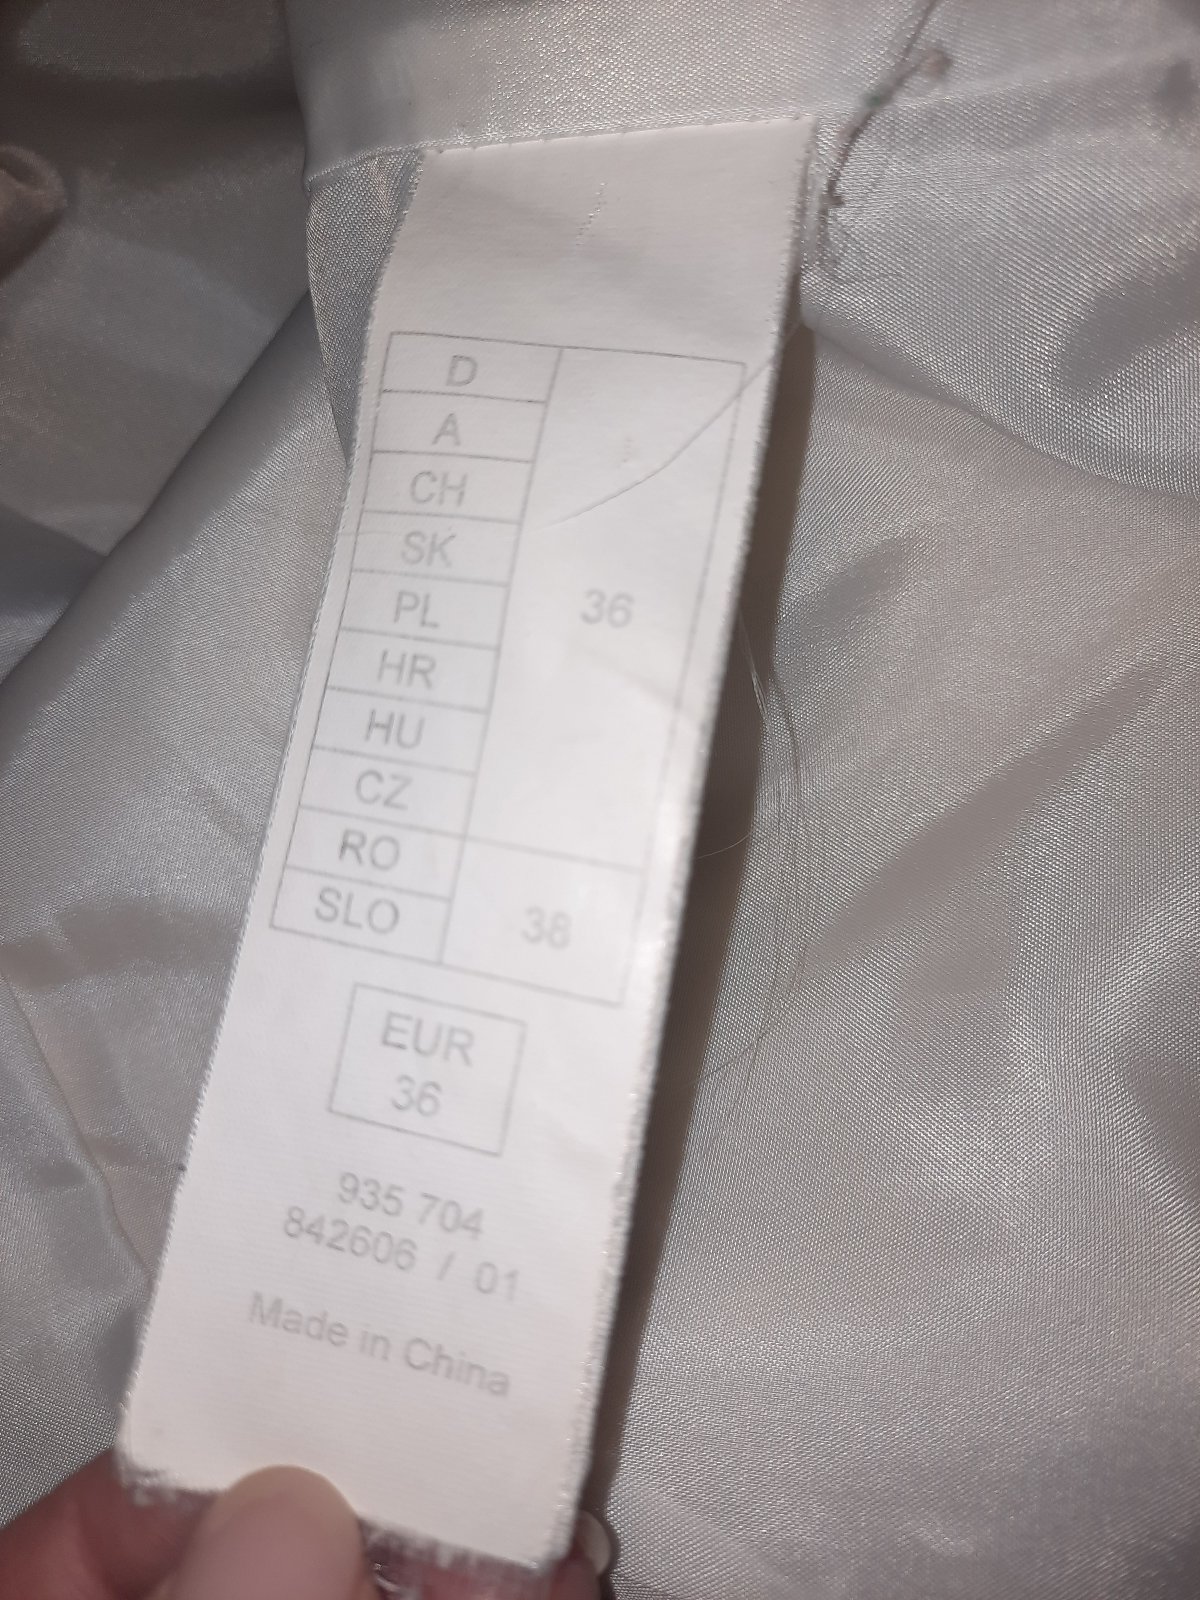 D
A
CH
SK
PL
36
HR
HU
CZ
RO
38
SLO
EUR
36
935 704
842606 / 01
Made in China